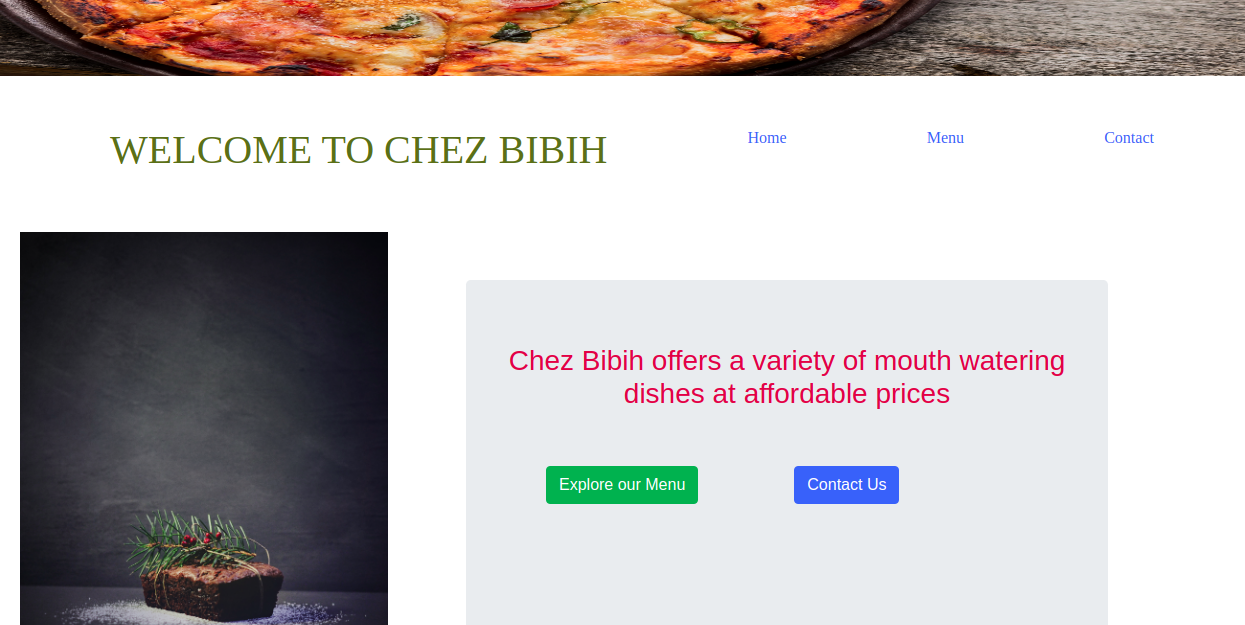 WELCOME TO CHEZ BIBIH
Home
Menu
Contact
Chez Bibih offers a variety of mouth watering
dishes at affordable prices
Explore our Menu
Contact Us